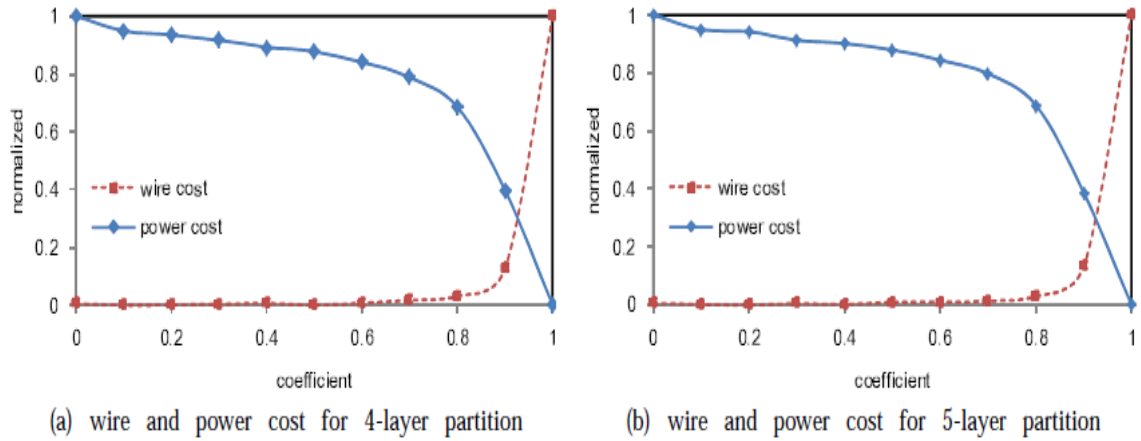 1
0.8
0.6
0.4
0.2
0
normalized
wire cost
power cost
0 0.2 0.4 0.6 0.8 1
coefficient
(a) wire and power cost for 4-layer partition
1
0.8
0.6
0.4
0.2
0
normalized
wire cost
power cost
0 0.2 0.4 0.6 0.8 1
coefficient
(b) wire and power cost for 5-layer partition